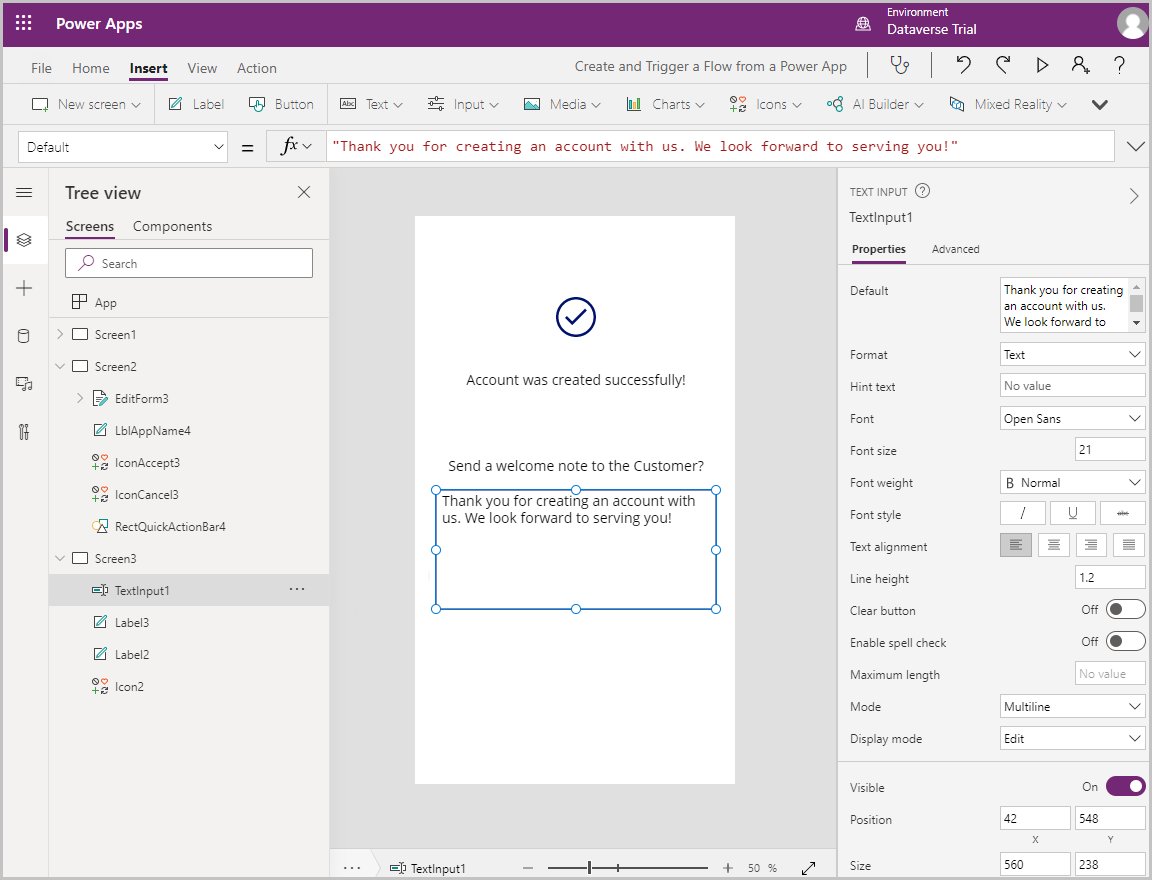 Power Apps
Environment
Dataverse Trial
File Home Insert View Action
Create and Trigger a Flow from a Power App
New screen Label Button Text Input Media Charts Icons AI Builder Mixed Reality
Abc
Default = fx "Thank you for creating an account with us. We look forward to serving you!"
Tree view
Screens Components
Search
App
Screen1
Screen2
EditForm3
LblAppName4
IconAccept3
IconCancel3
RectQuickActionBar4
Screen3
TextInput1 ...
Label3
Label2
Icon2
Account was created successfully!
Send a welcome note to the Customer?
Thank you for creating an account with
us. We look forward to serving you!
... TextInput1 50 %
TEXT INPUT ?
TextInput1
Properties Advanced
Default
Thank you for creating
an account with us.
We look forward to
Format Text
Hint text No value
Font Open Sans
Font size 21
Font weight B Normal
Font style / U abc
Text alignment
Line height 1.2
Clear button Off
Enable spell check Off
Maximum length No value
Mode Multiline
Display mode Edit
Visible On
Position 42 548
X Y
Size 560 238